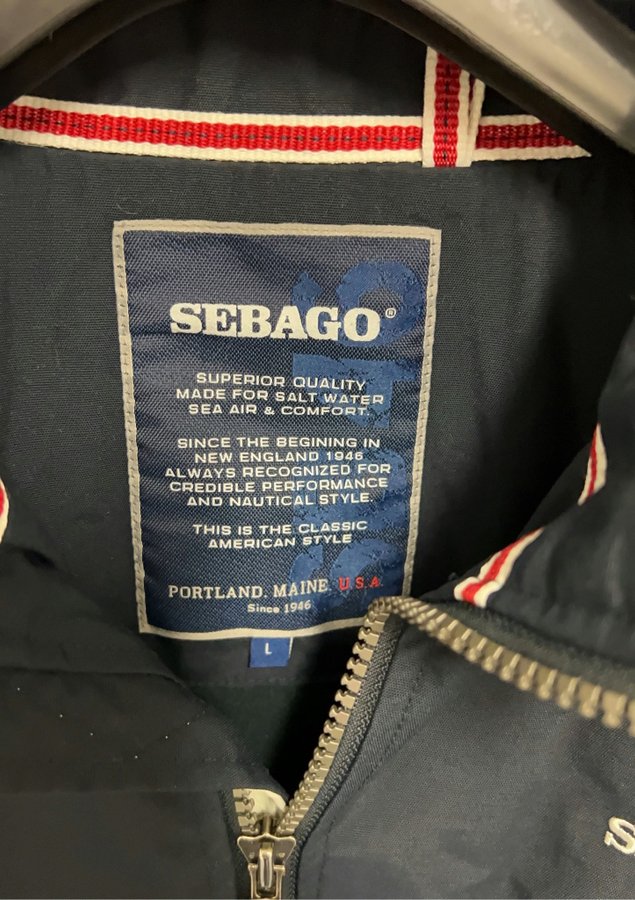 SEBAGO®
SUPERIOR QUALITY
MADE FOR SALT WATER
SEA AIR & COMFORT.
SINCE THE BEGINING IN
NEW ENGLAND 1946
ALWAYS RECOGNIZED FOR
CREDIBLE PERFORMANCE
AND NAUTICAL STYLE
THIS IS THE CLASSIC
AMERICAN STYLE
PORTLAND. MAINE. U.S.A.
Since 1946
L
S